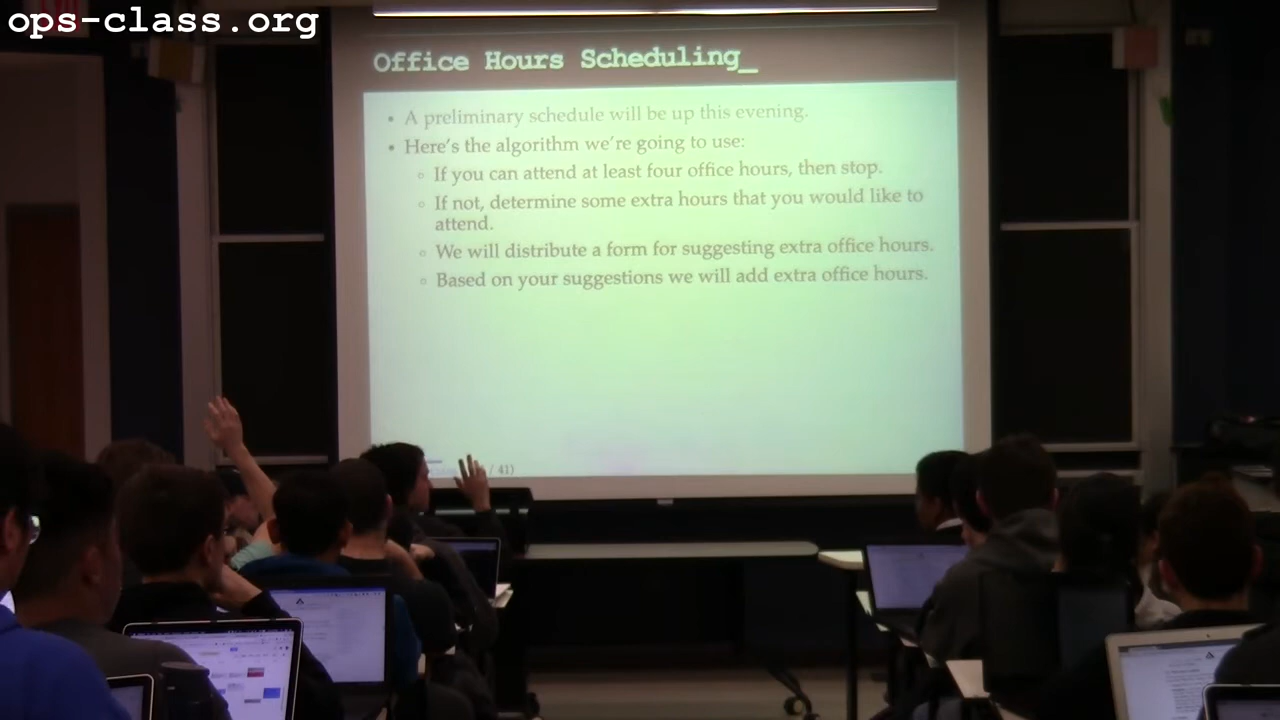 ops-class.org
Office Hours Scheduling_
• A preliminary schedule will be up this evening.
• Here's the algorithm we're going to use:
◦ If you can attend at least four office hours, then stop.
◦ If not, determine some extra hours that you would like to
attend.
◦ We will distribute a form for suggesting extra office hours.
◦ Based on your suggestions we will add extra office hours.
/ 41)